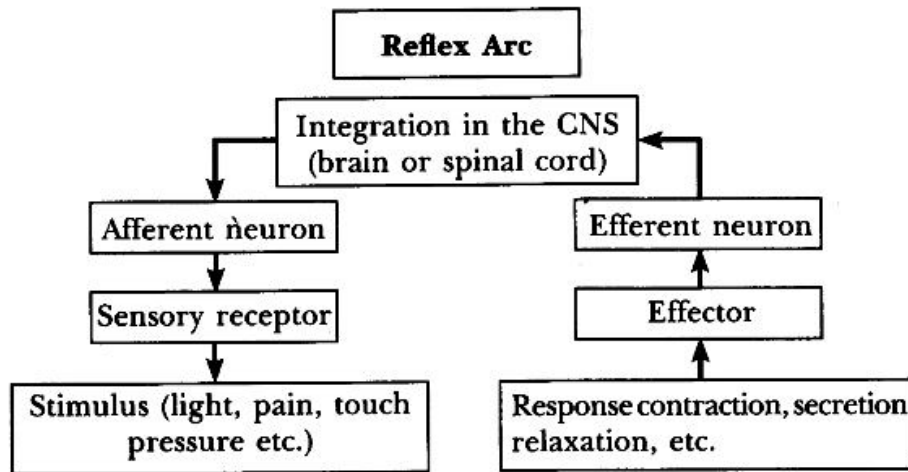 Reflex Arc
Integration in the CNS
(brain or spinal cord)
Afferent neuron
Efferent neuron
Sensory receptor
Effector
Stimulus (light, pain, touch
pressure etc.)
Response contraction, secretion
relaxation, etc.